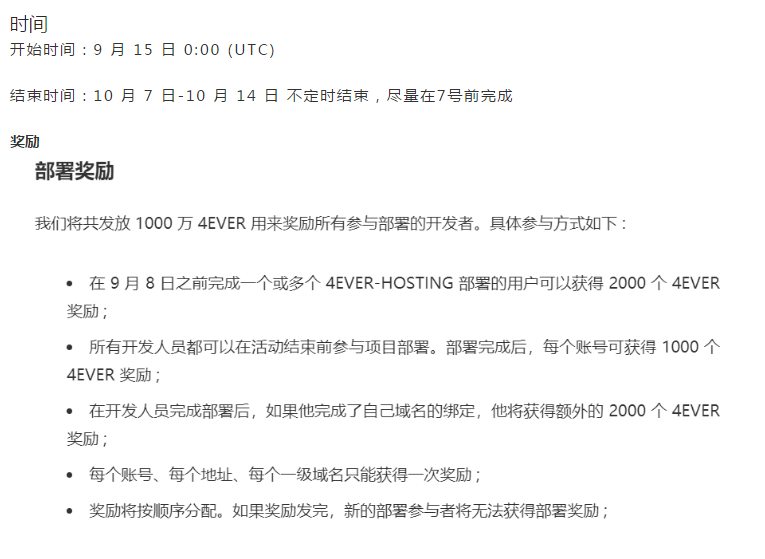 时间
开始时间：9 月 15 日 0:00 (UTC)
结束时间：10 月 7 日-10 月 14 日 不定时结束，尽量在7号前完成
奖励
部署奖励
我们将共发放 1000 万 4EVER 用来奖励所有参与部署的开发者。具体参与方式如下：
• 在 9 月 8 日之前完成一个或多个 4EVER-HOSTING 部署的用户可以获得 2000 个 4EVER
奖励；
• 所有开发人员都可以在活动结束前参与项目部署。部署完成后，每个账号可获得 1000 个
4EVER 奖励；
• 在开发人员完成部署后，如果他完成了自己域名的绑定，他将获得额外的 2000 个 4EVER
奖励；
• 每个账号、每个地址、每个一级域名只能获得一次奖励；
• 奖励将按顺序分配。如果奖励发完，新的部署参与者将无法获得部署奖励；